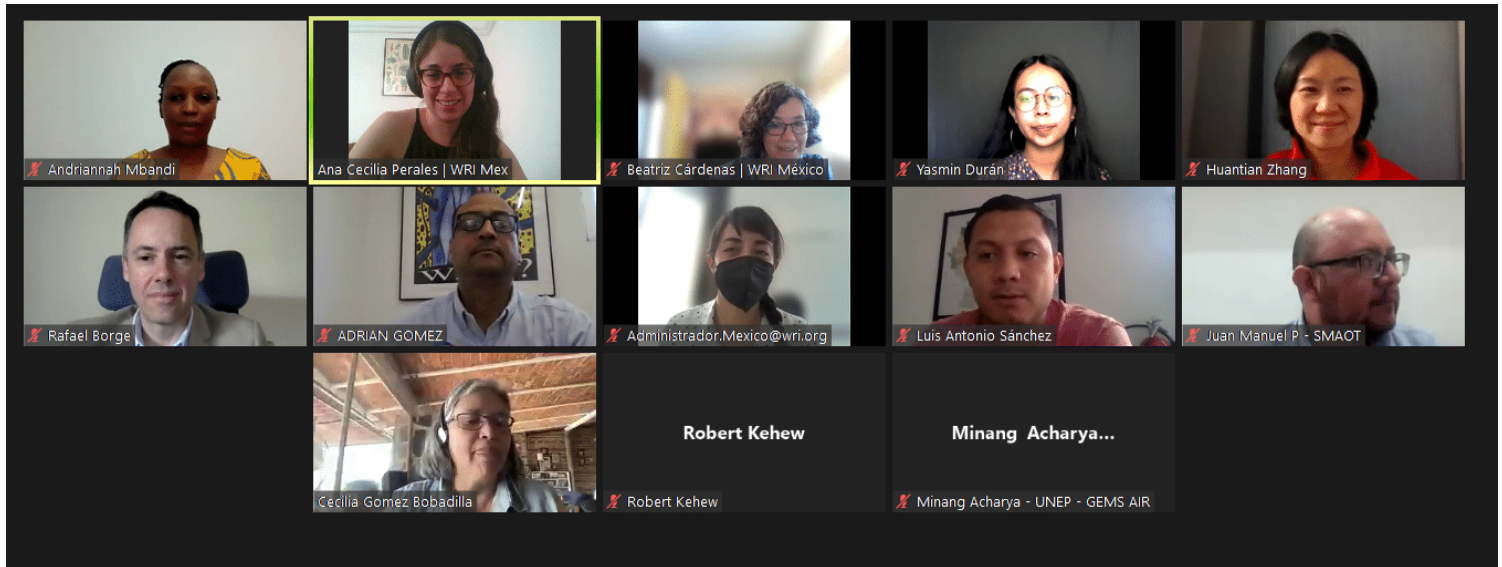 Andriannah Mbandi
Ana Cecilia Perales | WRI Mex
Beatriz Cárdenas | WRI México
Yasmin Durán
Huantian Zhang
Rafael Borge
ADRIAN GOMEZ
Administrador.Mexico@wri.org
Luis Antonio Sánchez
Juan Manuel P - SMAOT
Cecilia Gomez Bobadilla
Robert Kehew
Robert Kehew
Minang Acharya...
Minang Acharya - UNEP - GEMS AIR